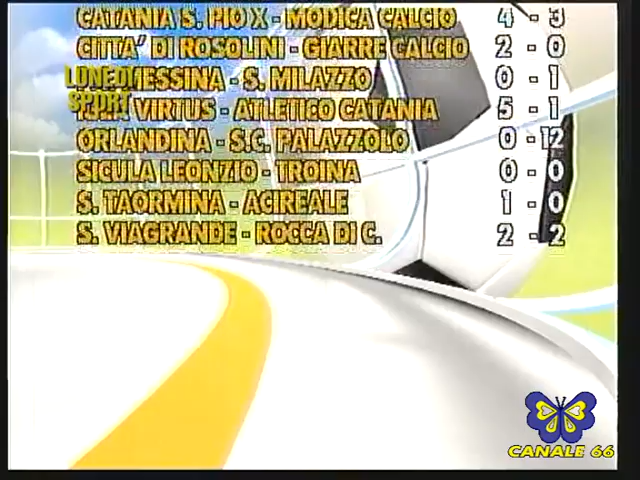 CATANIA S. PIO X - MODICA CALCIO 4 - 3
CITTA' DI ROSOLINI - GIARRE CALCIO 2 - 0
MESSINA - S. MILAZZO 0 - 1
VIRTUS - ATLETICO CATANIA 5 - 1
ORLANDINA - S.C. PALAZZOLO 0 - 12
SICULA LEONZIO - TROINA 0 - 0
S. TAORMINA - ACIREALE 1 - 0
S. VIAGRANDE - ROCCA DI C. 2 - 2
LUNEDI
SPORT
CANALE 66